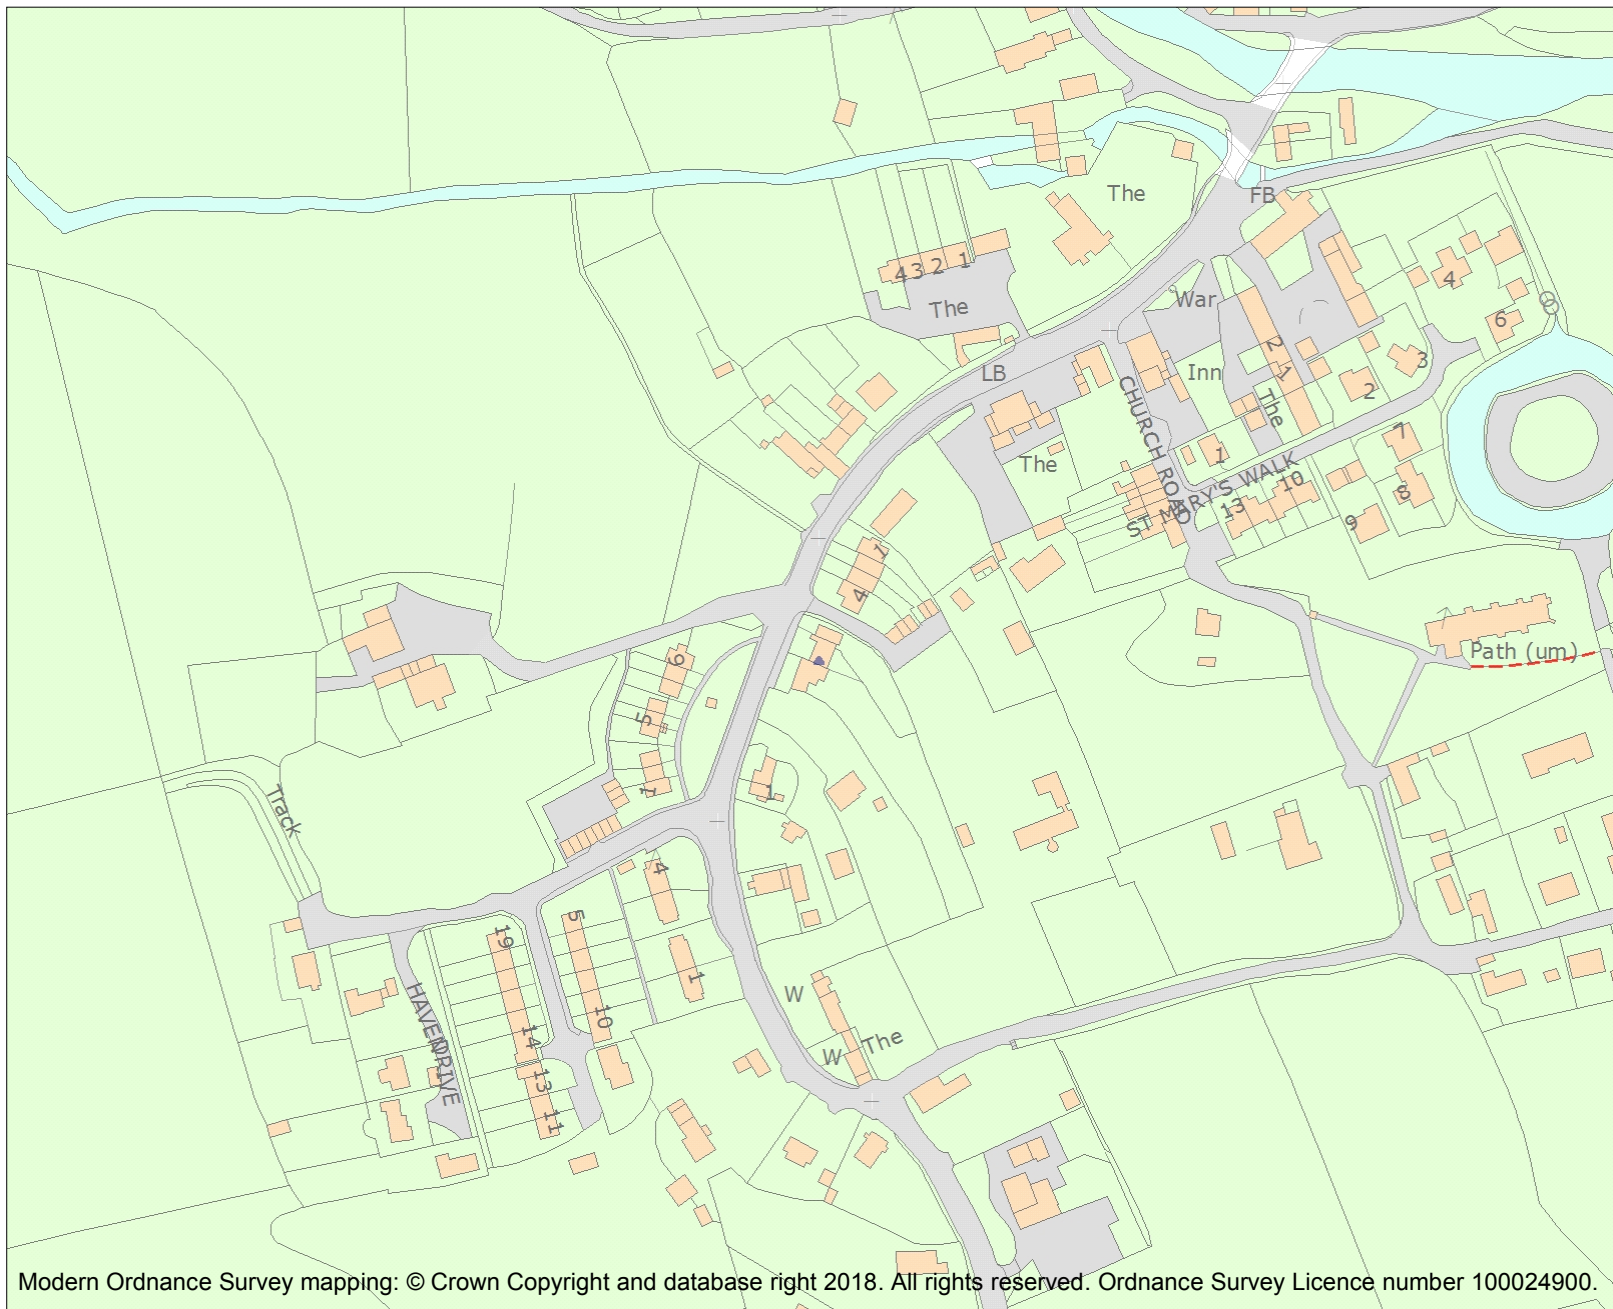 The
FB
4
4 3 2 1
The
War
6
2
1
Inn
3
2
LB
CHURCH ROAD
The
The
7
1
ST MARY'S WALK
10
8
13
9
1
4
Path (um)
9
5
1
1
Track
4
5
19
1
W
HAVEN DRIVE
10
14
W
The
13
11
Modern Ordnance Survey mapping: © Crown Copyright and database right 2018. All rights reserved. Ordnance Survey Licence number 100024900.